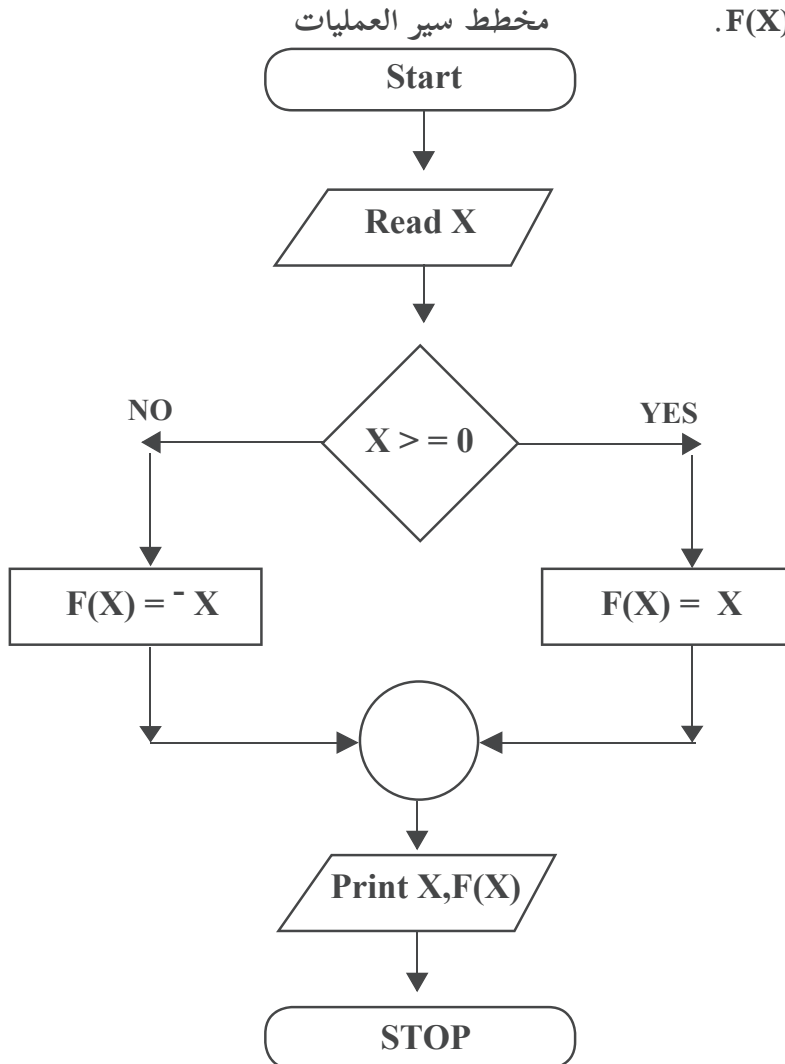 .F(X)
مخطط سير العمليات
Start
Read X
X > = 0
NO
YES
F(X) = - X
F(X) = X
Print X,F(X)
STOP